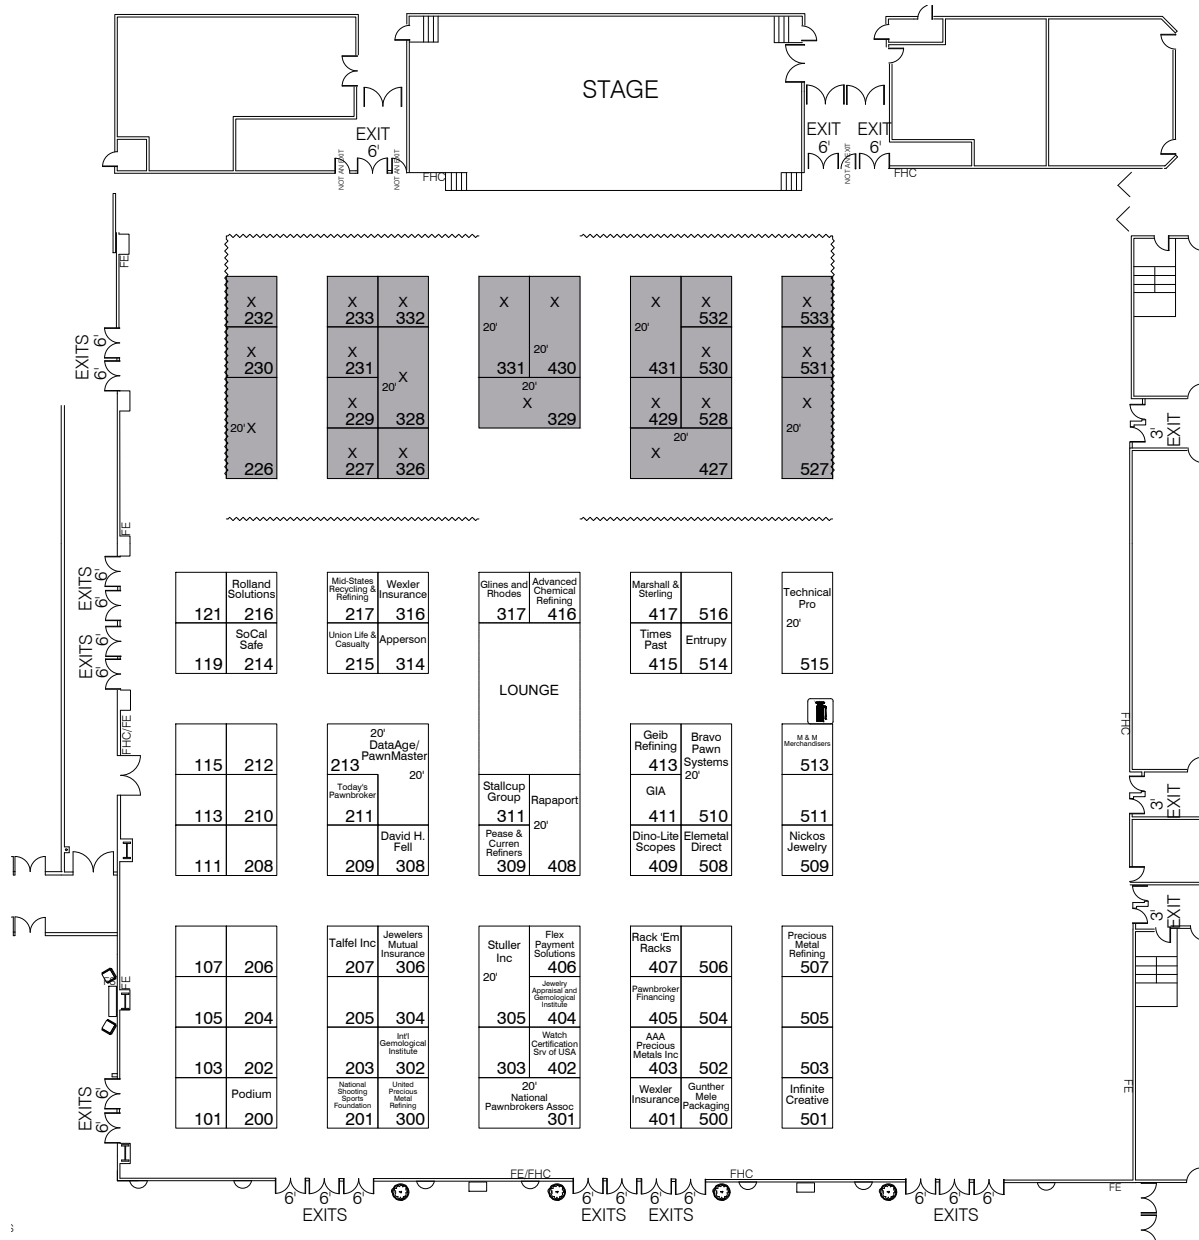 STAGE
EXIT
6'
EXIT EXIT
6' 6'
NOT AN EXIT
NOT AN EXIT
NOT AN EXIT
FHC
FHC
FE
X
232
X
233
X
332
X
X
X
532
X
533
20'
20'
20'
X
230
X
231
20'
X
328
331
430
431
X
530
X
531
EXITS
6'
6'
X
229
20'
X
329
X
429
X
528
X
20'
527
20' X
226
X
227
X
326
20'
X
427
3'
EXIT
FE
EXITS
6'
6'
EXITS
6'
6'
121
Rolland
Solutions
216
Mid-States
Recycling &
Refining
217
Wexler
Insurance
316
Glines and
Rhodes
317
Advanced
Chemical
Refining
416
Marshall &
Sterling
417
516
Technical
Pro
20'
515
119
SoCal
Safe
214
Union Life &
Casualty
215
Apperson
314
LOUNGE
Times
Past
415
Entrupy
514
FHC/FE
FHC
115
212
20'
DataAge/
PawnMaster
213
20'
Geib
Refining
413
Bravo
Pawn
Systems
20'
510
M & M
Merchandisers
513
113
210
Today's
Pawnbroker
211
Stallcup
Group
311
Rapaport
20'
408
GIA
411
511
3'
EXIT
111
208
209
David H.
Fell
308
Pease &
Curren
Refiners
309
Dino-Lite
Scopes
409
Elemetal
Direct
508
Nickos
Jewelry
509
3'
EXIT
107
206
Talfel Inc
207
Jewelers
Mutual
Insurance
306
Stuller
Inc
20'
305
Flex
Payment
Solutions
406
Rack 'Em
Racks
407
506
Precious
Metal
Refining
507
FE
105
204
205
304
Jewelry
Appraisal and
Gemological
Institute
404
Pawnbroker
Financing
405
504
505
103
202
203
Int'l
Gemological
Institute
302
303
Watch
Certification
Srv of USA
402
AAA
Precious
Metals Inc
403
502
503
EXITS
6'
6'
101
Podium
200
National
Shooting
Sports
Foundation
201
United
Precious
Metal
Refining
300
20'
National
Pawnbrokers Assoc
301
Wexler
Insurance
401
Gunther
Mele
Packaging
500
Infinite
Creative
501
FE
FE/FHC
FHC
FE
6' 6' 6'
EXITS
6' 6' 6' 6'
EXITS EXITS
6' 6' 6'
EXITS